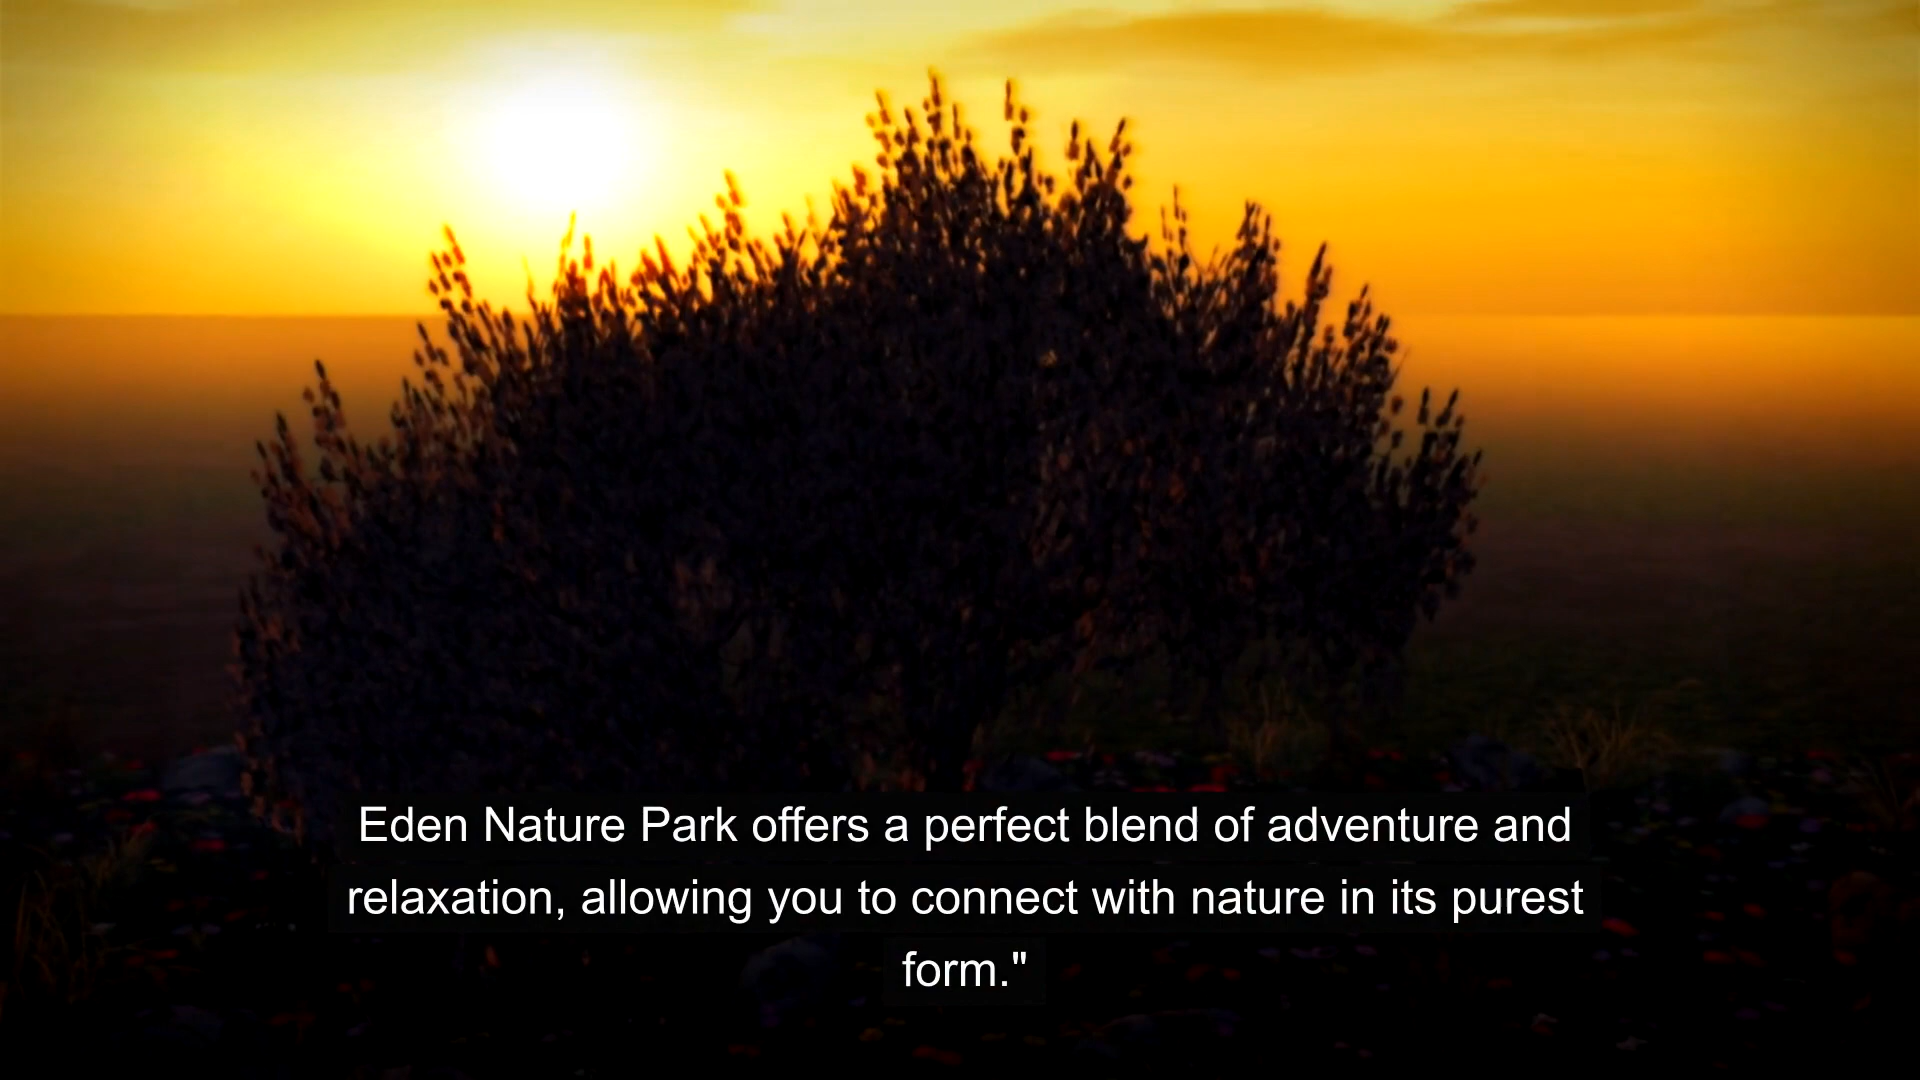 Eden Nature Park offers a perfect blend of adventure and
relaxation, allowing you to connect with nature in its purest
form."